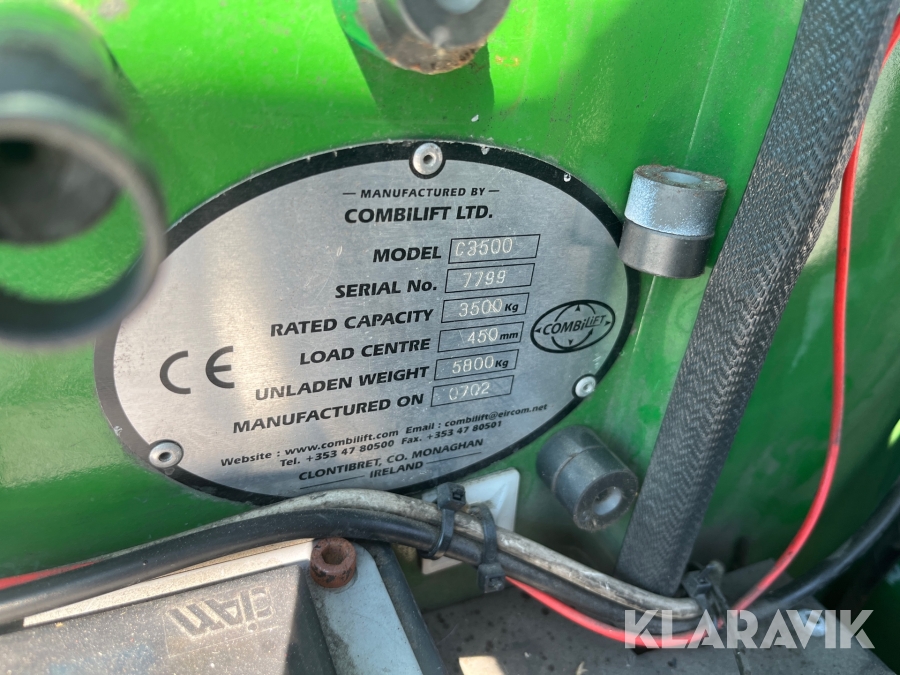 — MANUFACTURED BY —
COMBiLiFT LTD.
MODEL C3500
SERIAL No. 7799
RATED CAPACITY 3500 Kg
LOAD CENTRE 450 mm
UNLADEN WEIGHT 5800 Kg
MANUFACTURED ON 0702
CE
COMBiLiFT
Website : www.combilift.com Email : combilift@eircom.net
Tel. +353 47 80500 Fax. +353 47 80501
CLONTIBRET, CO. MONAGHAN
IRELAND
KLARAVIK